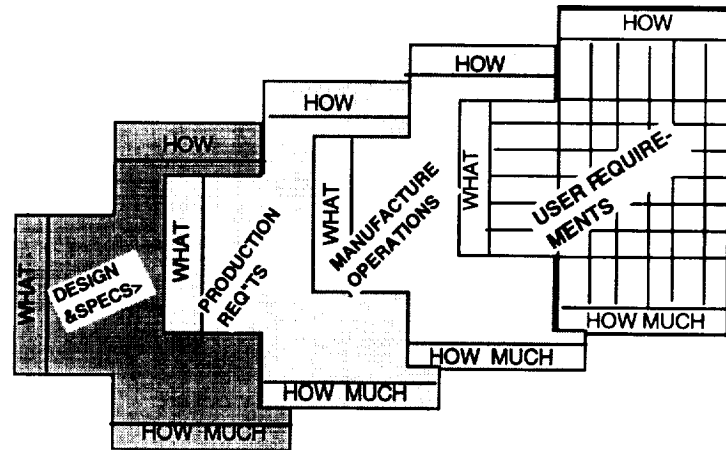 HOW
HOW
HOW
HOW
WHAT
DESIGN
&SPECS>
WHAT
PRODUCTION
REQ"TS
WHAT
MANUFACTURE
OPERATIONS
WHAT
USER REQUIRE-
MENTS
HOW MUCH
HOW MUCH
HOW MUCH
HOW MUCH